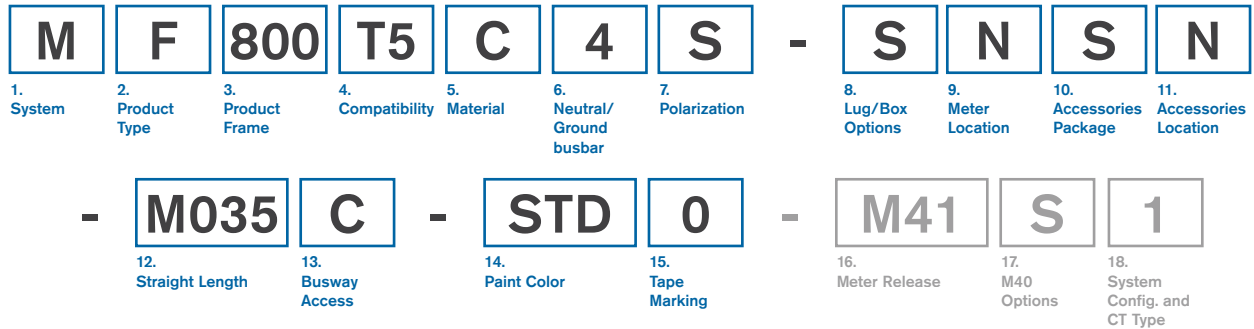 M F 800 T5 C 4 S - S N S N
1. 2. 3. 4. 5. 6. 7. 8. 9. 10. 11.
System Product Product Compatibility Material Neutral/ Polarization Lug/Box Meter Accessories Accessories
Type Frame Ground Options Location Package Location
busbar
- M035 C - STD 0 - M41 S 1
12. 13. 14. 15. 16. 17. 18.
Straight Length Busway Paint Color Tape Meter Release M40 System
Access Marking Options Config. and
CT Type